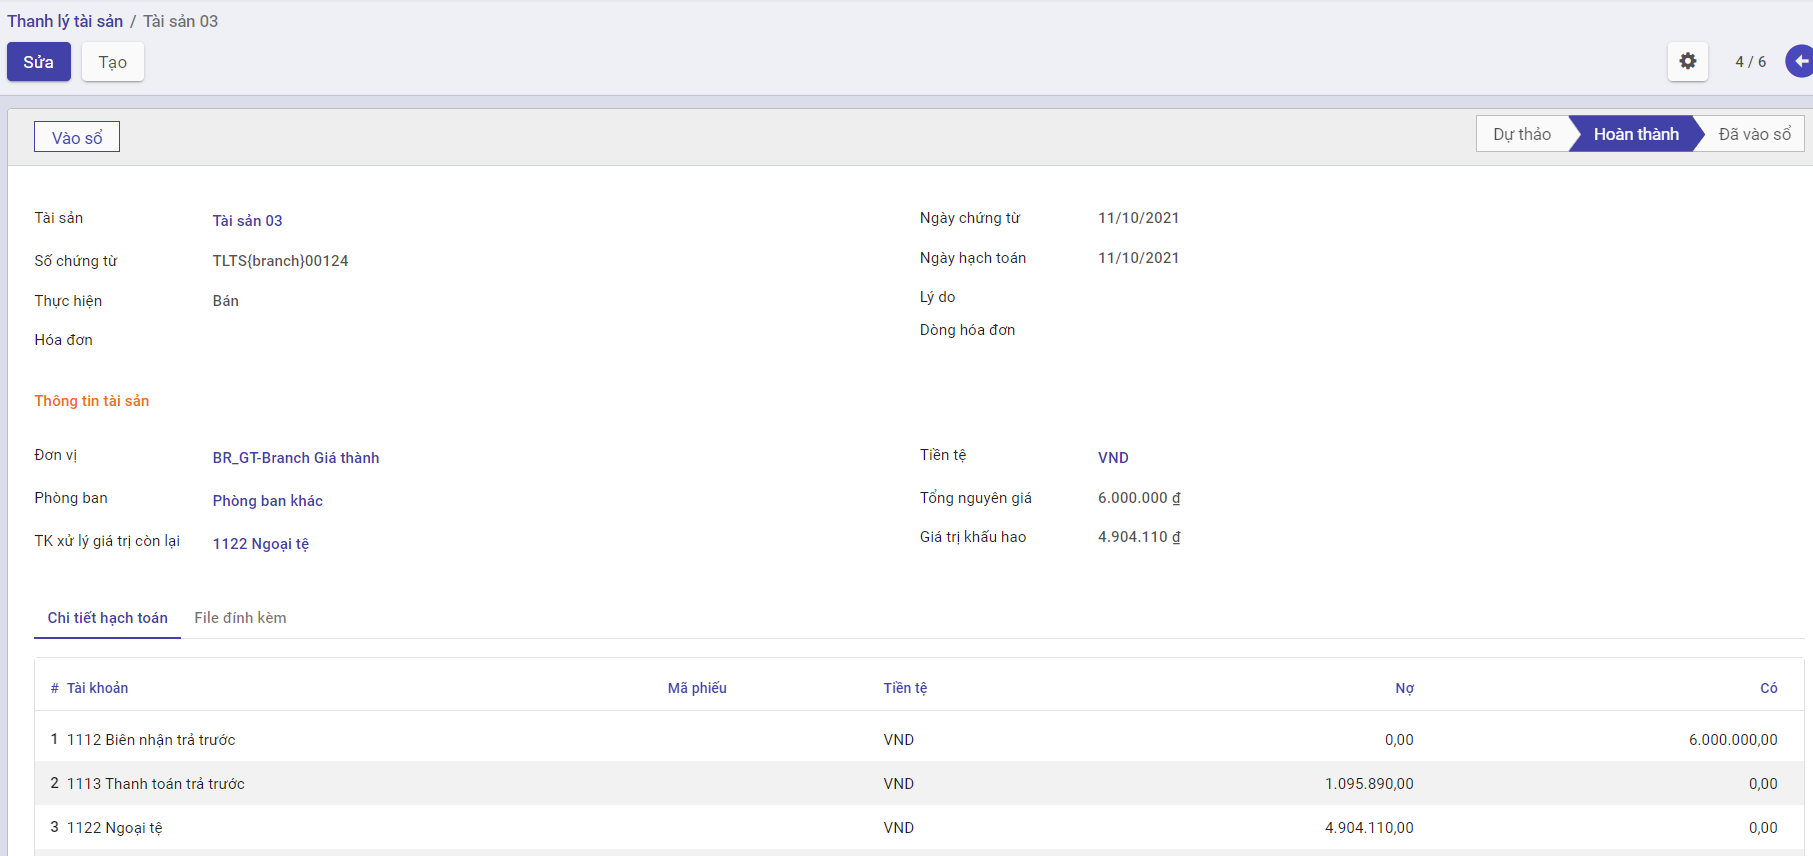 Thanh lý tài sản / Tài sản 03
Sửa Tạo 4 / 6
Vào sổ Dự thảo Hoàn thành Đã vào sổ
Tài sản Tài sản 03 Ngày chứng từ 11/10/2021
Số chứng từ TLTS{branch}00124 Ngày hạch toán 11/10/2021
Thực hiện Bán Lý do
Hóa đơn Dòng hóa đơn
Thông tin tài sản
Đơn vị BR_GT-Branch Giá thành Tiền tệ VND
Phòng ban Phòng ban khác Tổng nguyên giá 6.000.000 ₫
TK xử lý giá trị còn lại 1122 Ngoại tệ Giá trị khấu hao 4.904.110 ₫
Chi tiết hạch toán File đính kèm
# Tài khoản Mã phiếu Tiền tệ Nợ Có
1 1112 Biên nhận trả trước VND 0,00 6.000.000,00
2 1113 Thanh toán trả trước VND 1.095.890,00 0,00
3 1122 Ngoại tệ VND 4.904.110,00 0,00